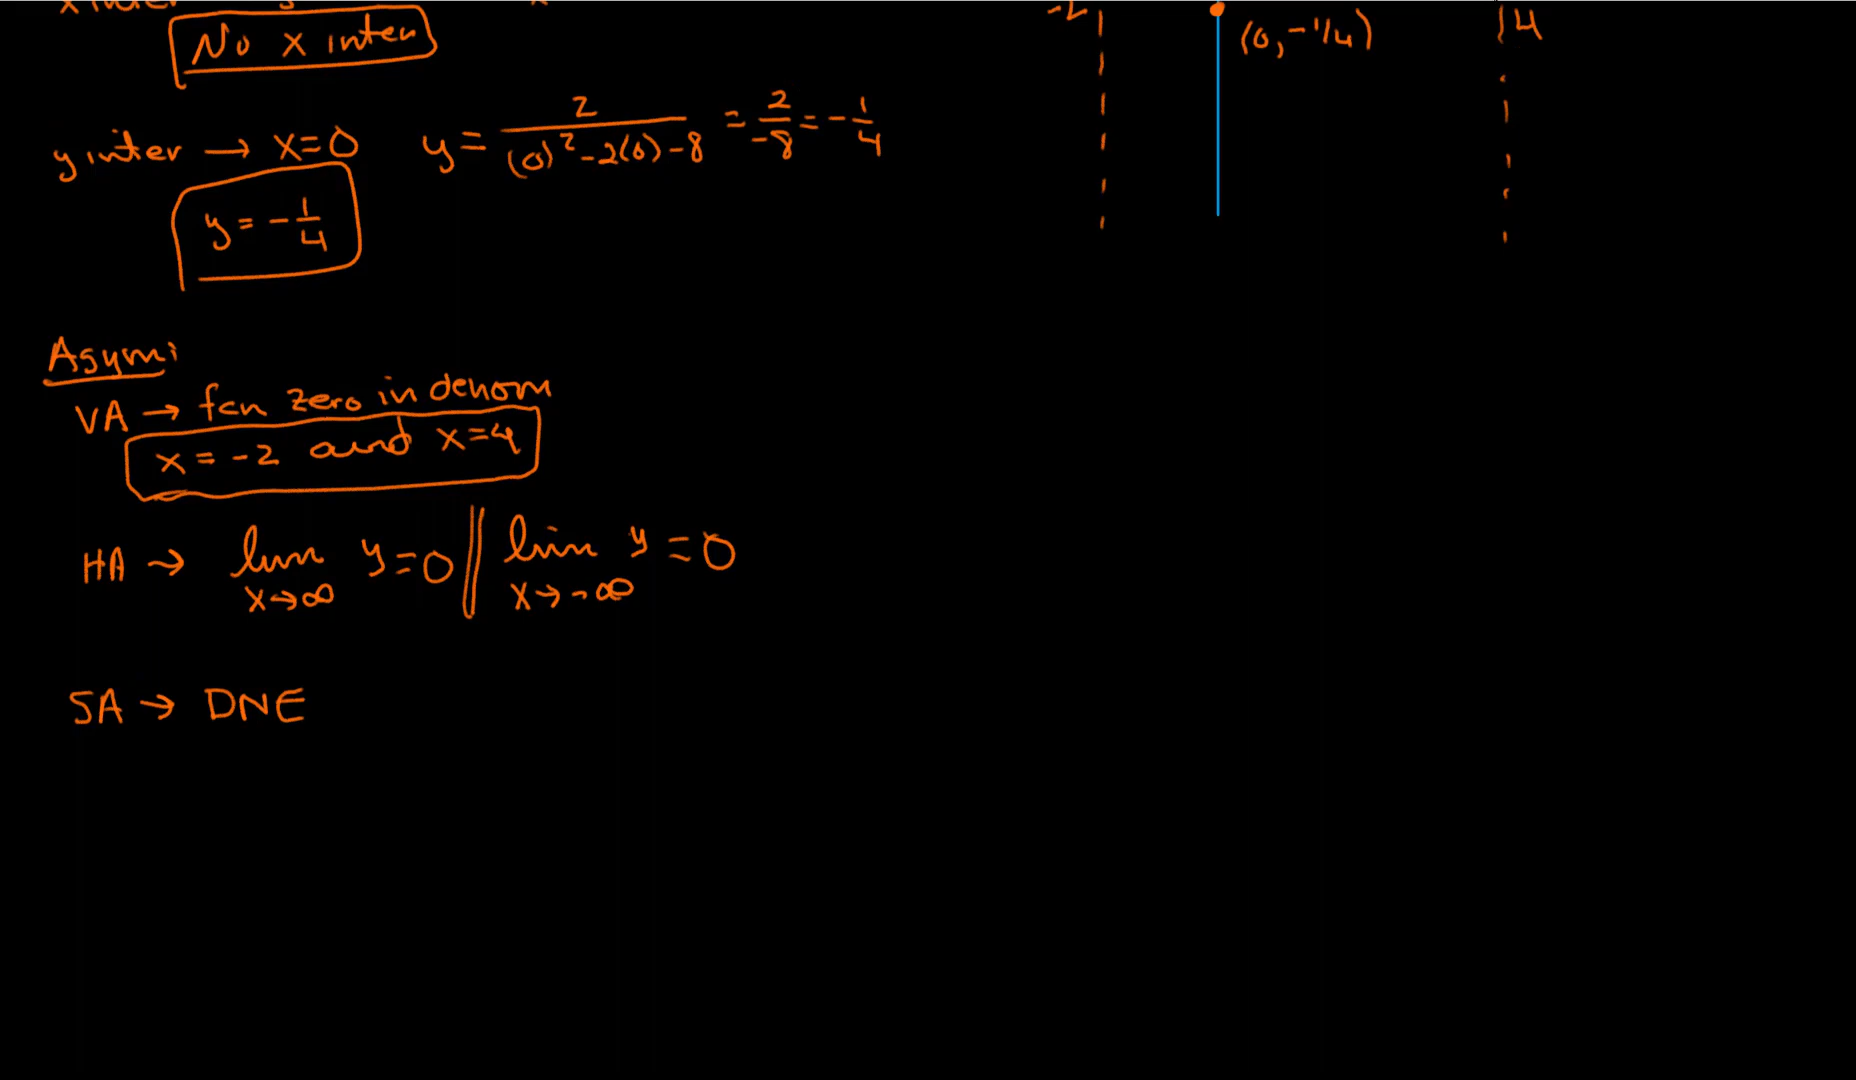 No x inter
y inter → x=0 y = 2/((0)²-2(0)-8) = 2/-8 = -1/4
y = -1/4
Asym:
VA → fcn zero in denom
x = -2 and x=4
HA → lim x→∞ y=0 || lim x→-∞ y=0
SA → DNE
-2
(0, -1/4)
4